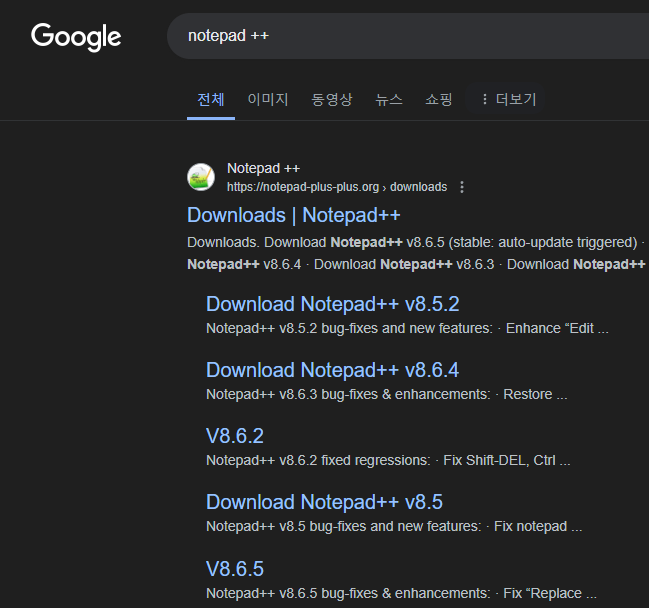 Google
notepad ++
전체 이미지 동영상 뉴스 쇼핑 ⋮ 더보기
Notepad ++
https://notepad-plus-plus.org › downloads ⋮
Downloads | Notepad++
Downloads. Download Notepad++ v8.6.5 (stable: auto-update triggered) ·
Notepad++ v8.6.4 · Download Notepad++ v8.6.3 · Download Notepad++
Download Notepad++ v8.5.2
Notepad++ v8.5.2 bug-fixes and new features: · Enhance “Edit ...
Download Notepad++ v8.6.4
Notepad++ v8.6.3 bug-fixes & enhancements: · Restore ...
V8.6.2
Notepad++ v8.6.2 fixed regressions: · Fix Shift-DEL, Ctrl ...
Download Notepad++ v8.5
Notepad++ v8.5 bug-fixes and new features: · Fix notepad ...
V8.6.5
Notepad++ v8.6.5 bug-fixes & enhancements: · Fix “Replace ...